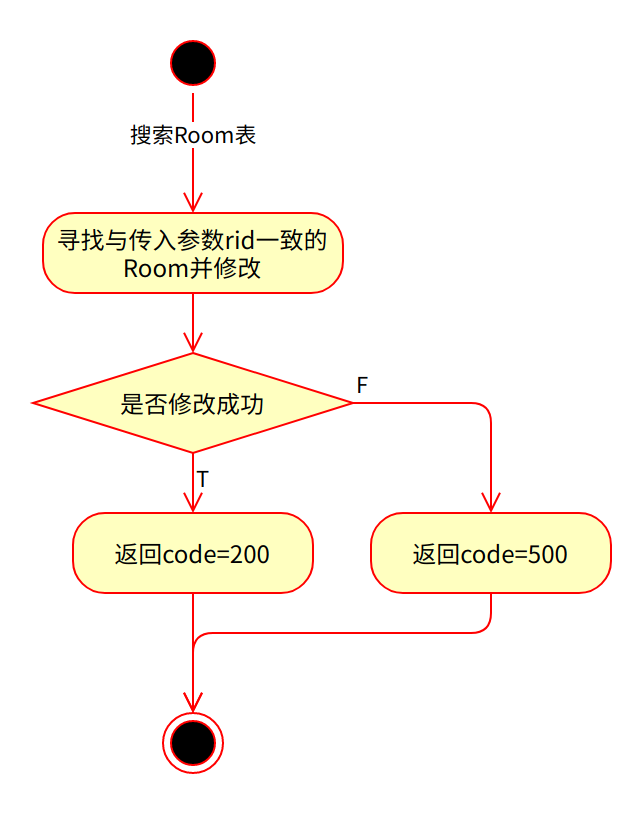 搜索Room表
寻找与传入参数rid一致的
Room并修改
是否修改成功
F
T
返回code=200
返回code=500